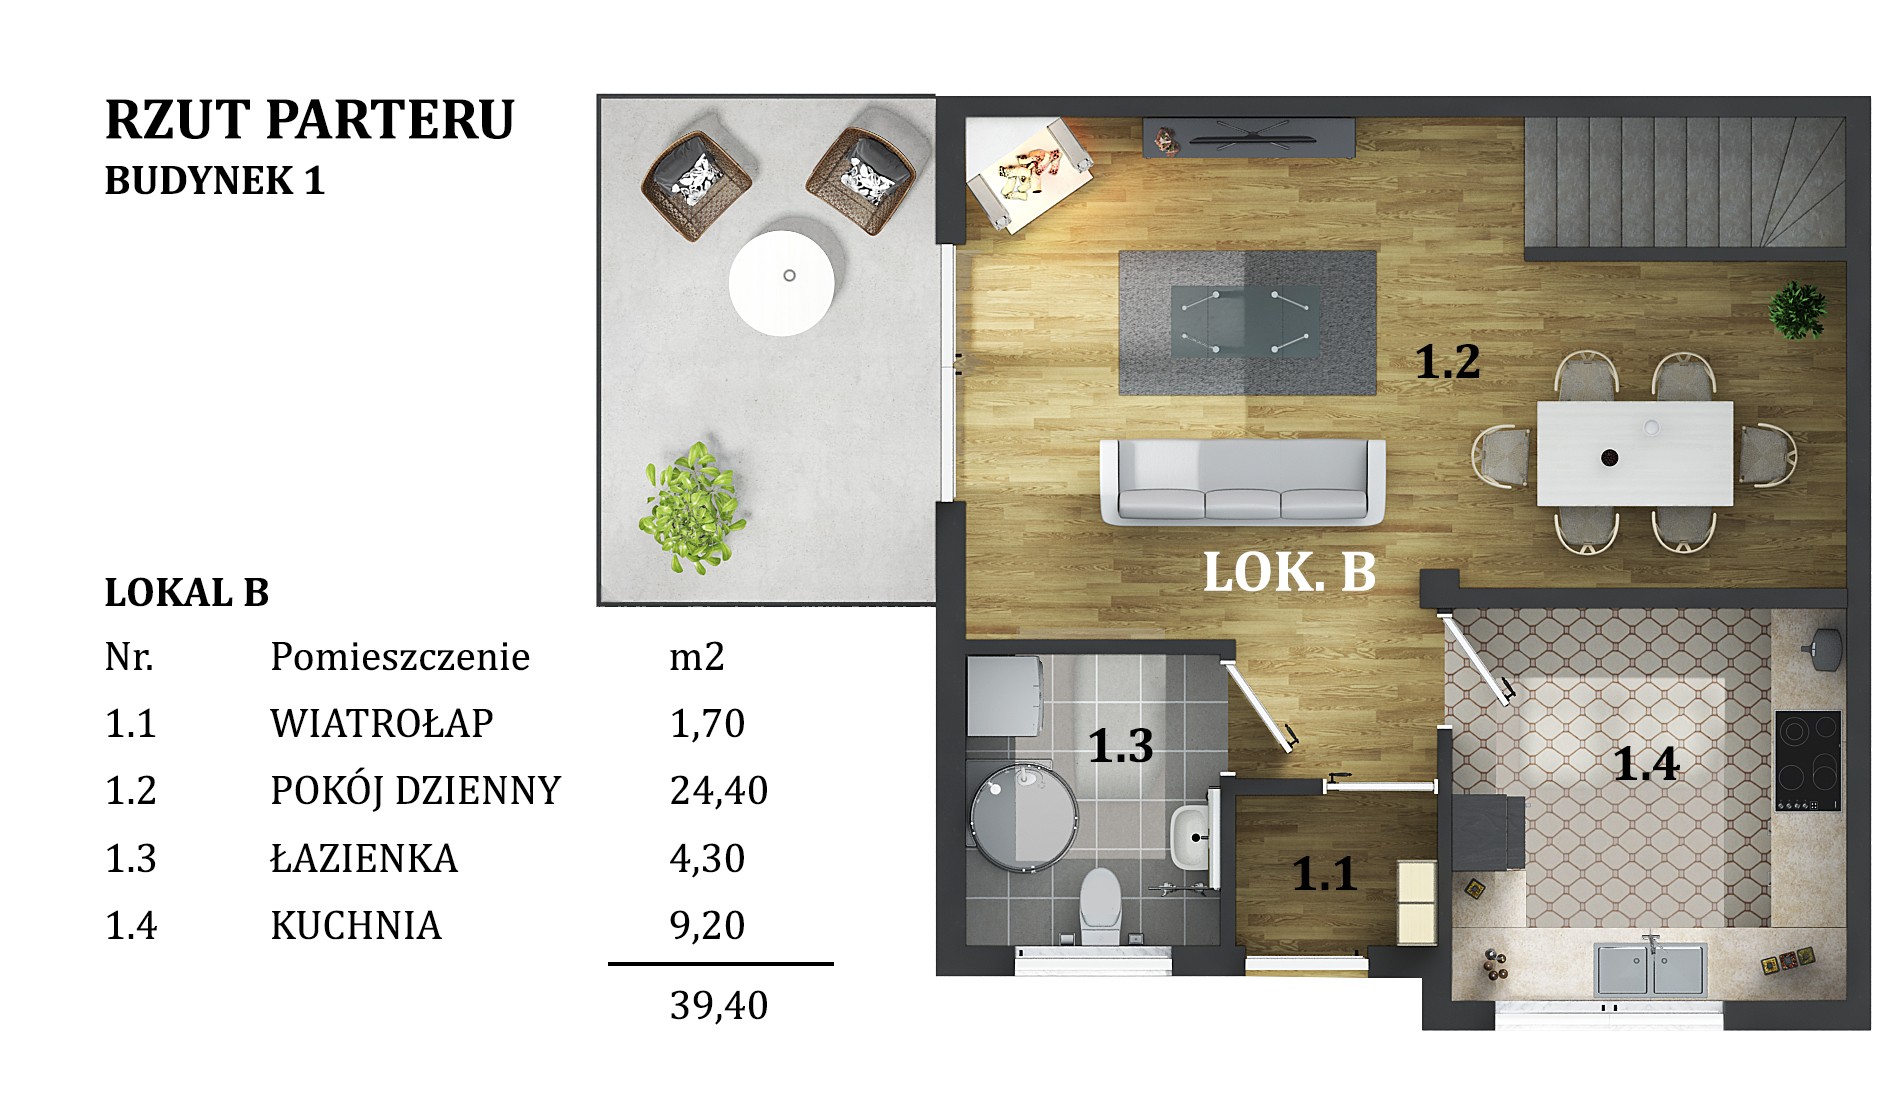 RZUT PARTERU
BUDYNEK 1
LOKAL B
Nr. Pomieszczenie m2
1.1 WIATROŁAP 1,70
1.2 POKÓJ DZIENNY 24,40
1.3 ŁAZIENKA 4,30
1.4 KUCHNIA 9,20
39,40
1.2
LOK. B
1.3
1.4
1.1